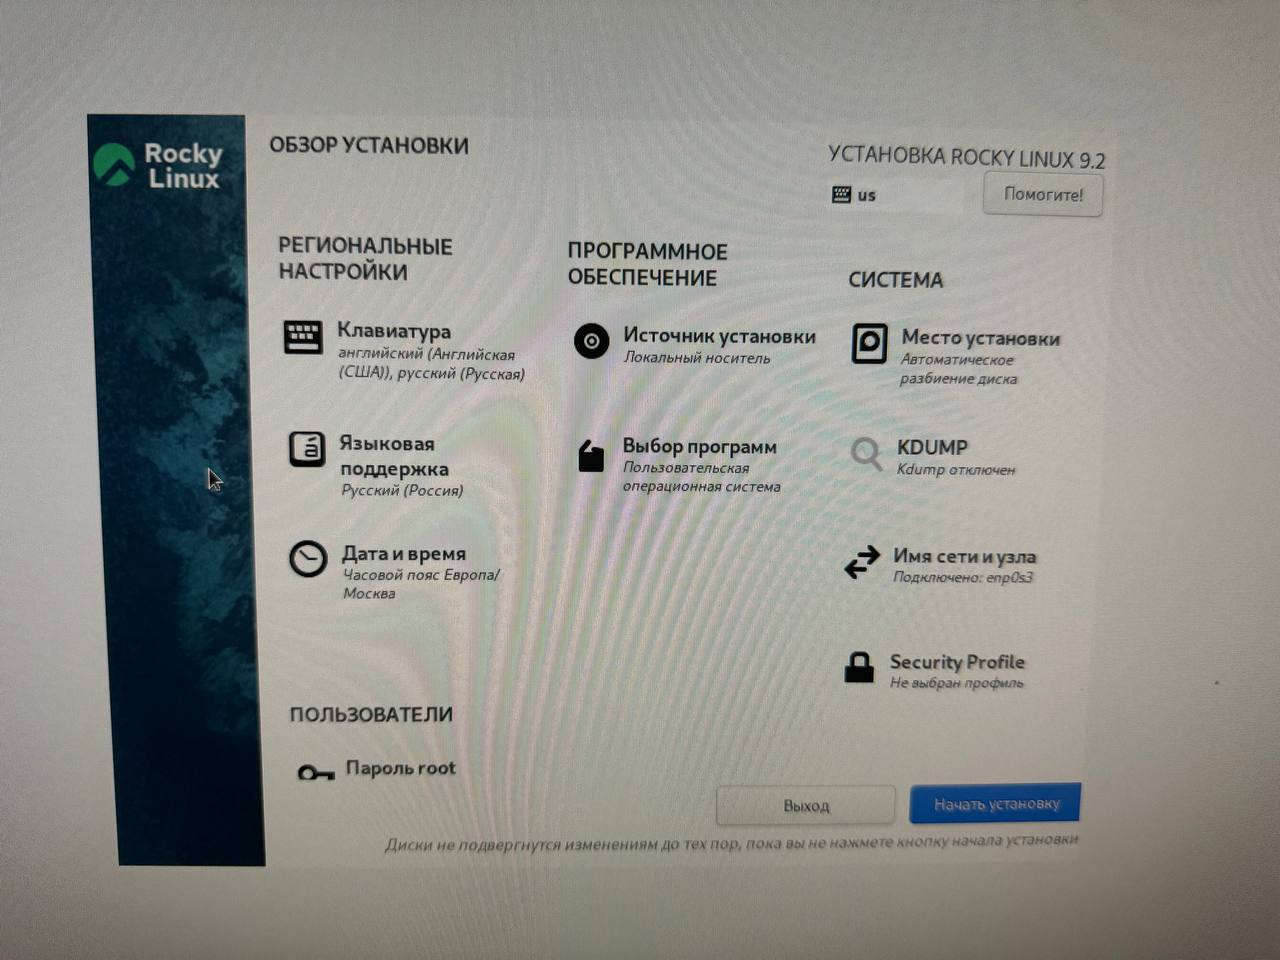 Rocky
Linux
ОБЗОР УСТАНОВКИ
УСТАНОВКА ROCKY LINUX 9.2
us
Помогите!
РЕГИОНАЛЬНЫЕ
НАСТРОЙКИ
Клавиатура
английский (Английская
(США)), русский (Русская)
Языковая
поддержка
Русский (Россия)
Дата и время
Часовой пояс Европа/
Москва
ПРОГРАММНОЕ
ОБЕСПЕЧЕНИЕ
Источник установки
Локальный носитель
Выбор программ
Пользовательская
операционная система
СИСТЕМА
Место установки
Автоматическое
разбиение диска
KDUMP
Kdump отключен
Имя сети и узла
Подключено: enp0s3
Security Profile
Не выбран профиль
ПОЛЬЗОВАТЕЛИ
Пароль root
Выход
Начать установку
Диски не подвергнутся изменениям до тех пор, пока вы не нажмете кнопку начала установки